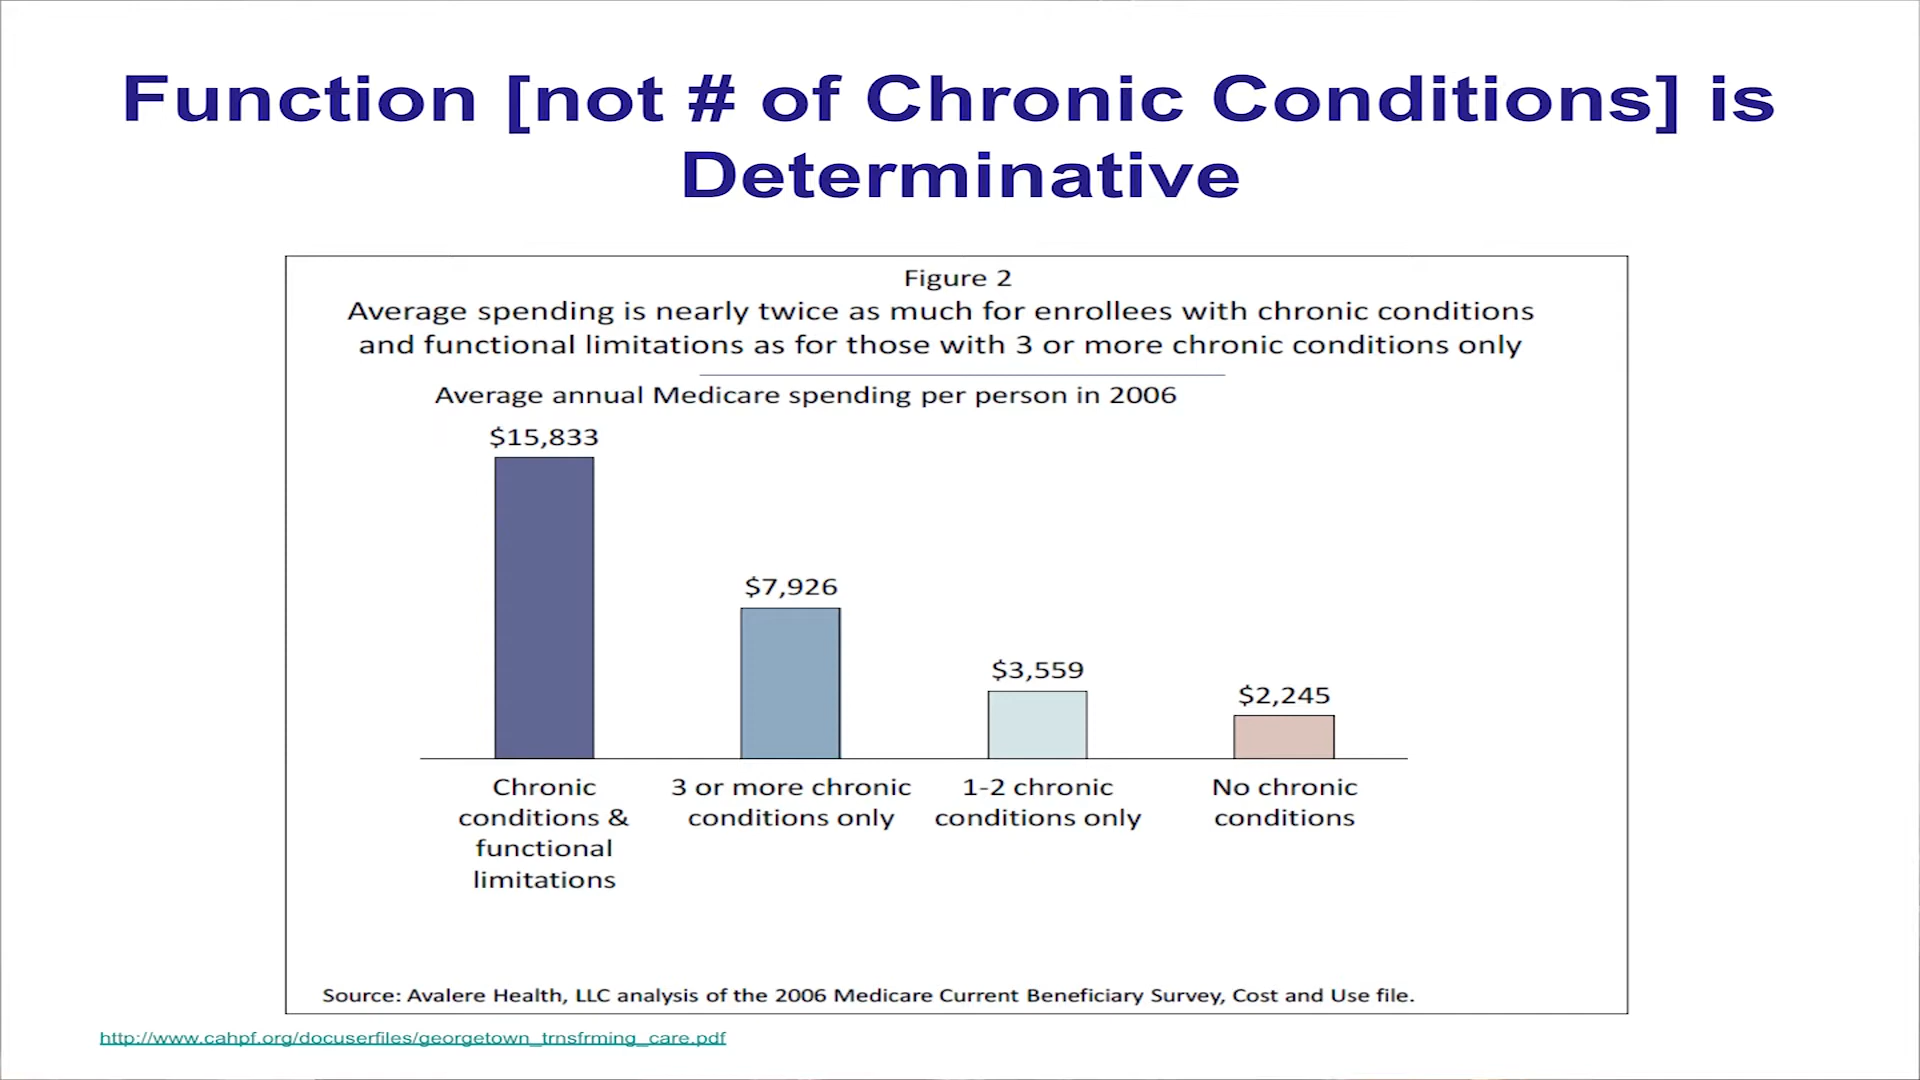 Function [not # of Chronic Conditions] is
Determinative
Figure 2
Average spending is nearly twice as much for enrollees with chronic conditions
and functional limitations as for those with 3 or more chronic conditions only
Average annual Medicare spending per person in 2006
$15,833
$7,926
$3,559
$2,245
Chronic
conditions &
functional
limitations
3 or more chronic
conditions only
1-2 chronic
conditions only
No chronic
conditions
Source: Avalere Health, LLC analysis of the 2006 Medicare Current Beneficiary Survey, Cost and Use file.
http://www.cahpf.org/docuserfiles/georgetown_trnsfrming_care.pdf